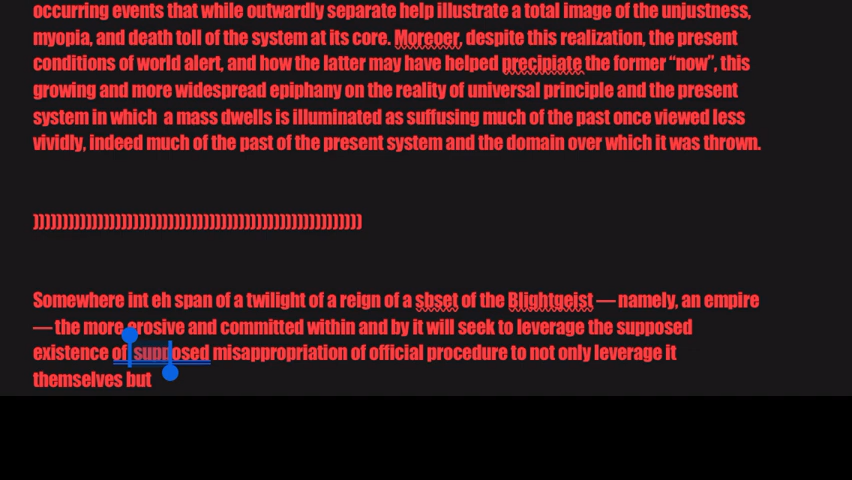 occurring events that while outwardly separate help illustrate a total image of the unjustness,
myopia, and death toll of the system at its core. Moreoer, despite this realization, the present
conditions of world alert, and how the latter may have helped precipiate the former “now”, this
growing and more widespread epiphany on the reality of universal principle and the present
system in which  a mass dwells is illuminated as suffusing much of the past once viewed less
vividly, indeed much of the past of the present system and the domain over which it was thrown.
))))))))))))))))))))))))))))))))))))))))))))))))))))))))
Somewhere int eh span of a twilight of a reign of a sbset of the Blightgeist — namely, an empire
— the more erosive and committed within and by it will seek to leverage the supposed
existence of supposed misappropriation of official procedure to not only leverage it
themselves but